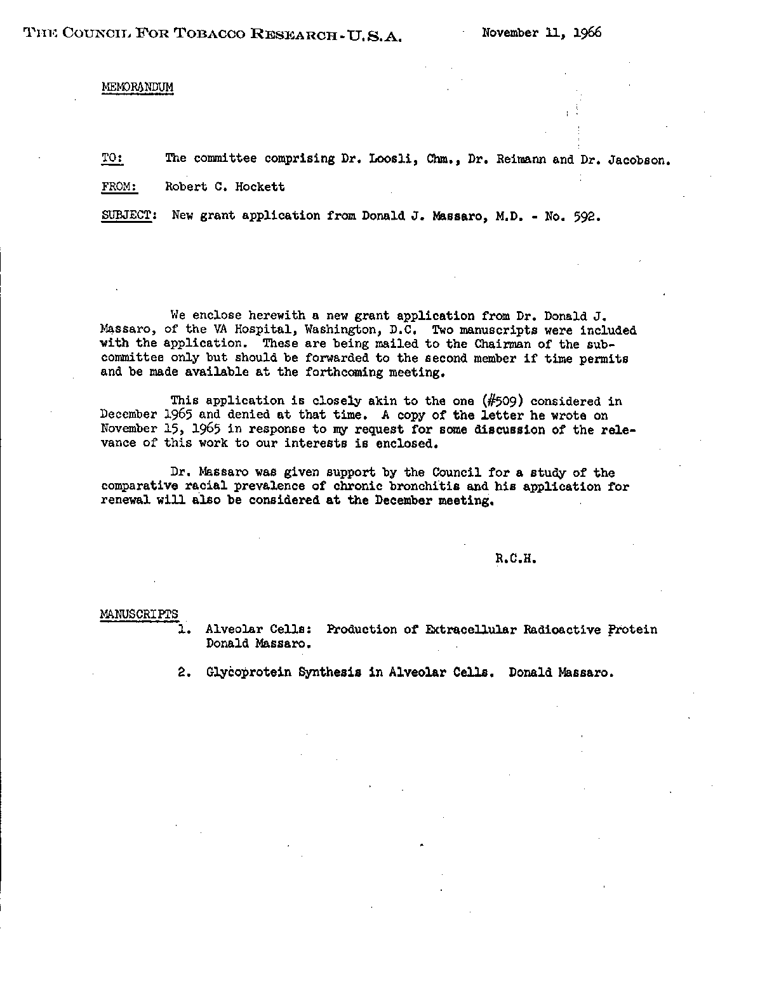 THE COUNCIL FOR TOBACCO RESEARCH-U.S.A. November 11, 1966
MEMORANDUM
TO: The committee comprising Dr. Loosli, Chm., Dr. Reimann and Dr. Jacobson.
FROM: Robert C. Hockett
SUBJECT: New grant application from Donald J. Massaro, M.D. - No. 592.
We enclose herewith a new grant application from Dr. Donald J.
Massaro, of the VA Hospital, Washington, D.C. Two manuscripts were included
with the application. These are being mailed to the Chairman of the sub-
committee only but should be forwarded to the second member if time permits
and be made available at the forthcoming meeting.
This application is closely akin to the one (#509) considered in
December 1965 and denied at that time. A copy of the letter he wrote on
November 15, 1965 in response to my request for some discussion of the rele-
vance of this work to our interests is enclosed.
Dr. Massaro was given support by the Council for a study of the
comparative racial prevalence of chronic bronchitis and his application for
renewal will also be considered at the December meeting.
R.C.H.
MANUSCRIPTS
1. Alveolar Cells: Production of Extracellular Radioactive Protein
Donald Massaro.
2. Glycoprotein Synthesis in Alveolar Cells. Donald Massaro.